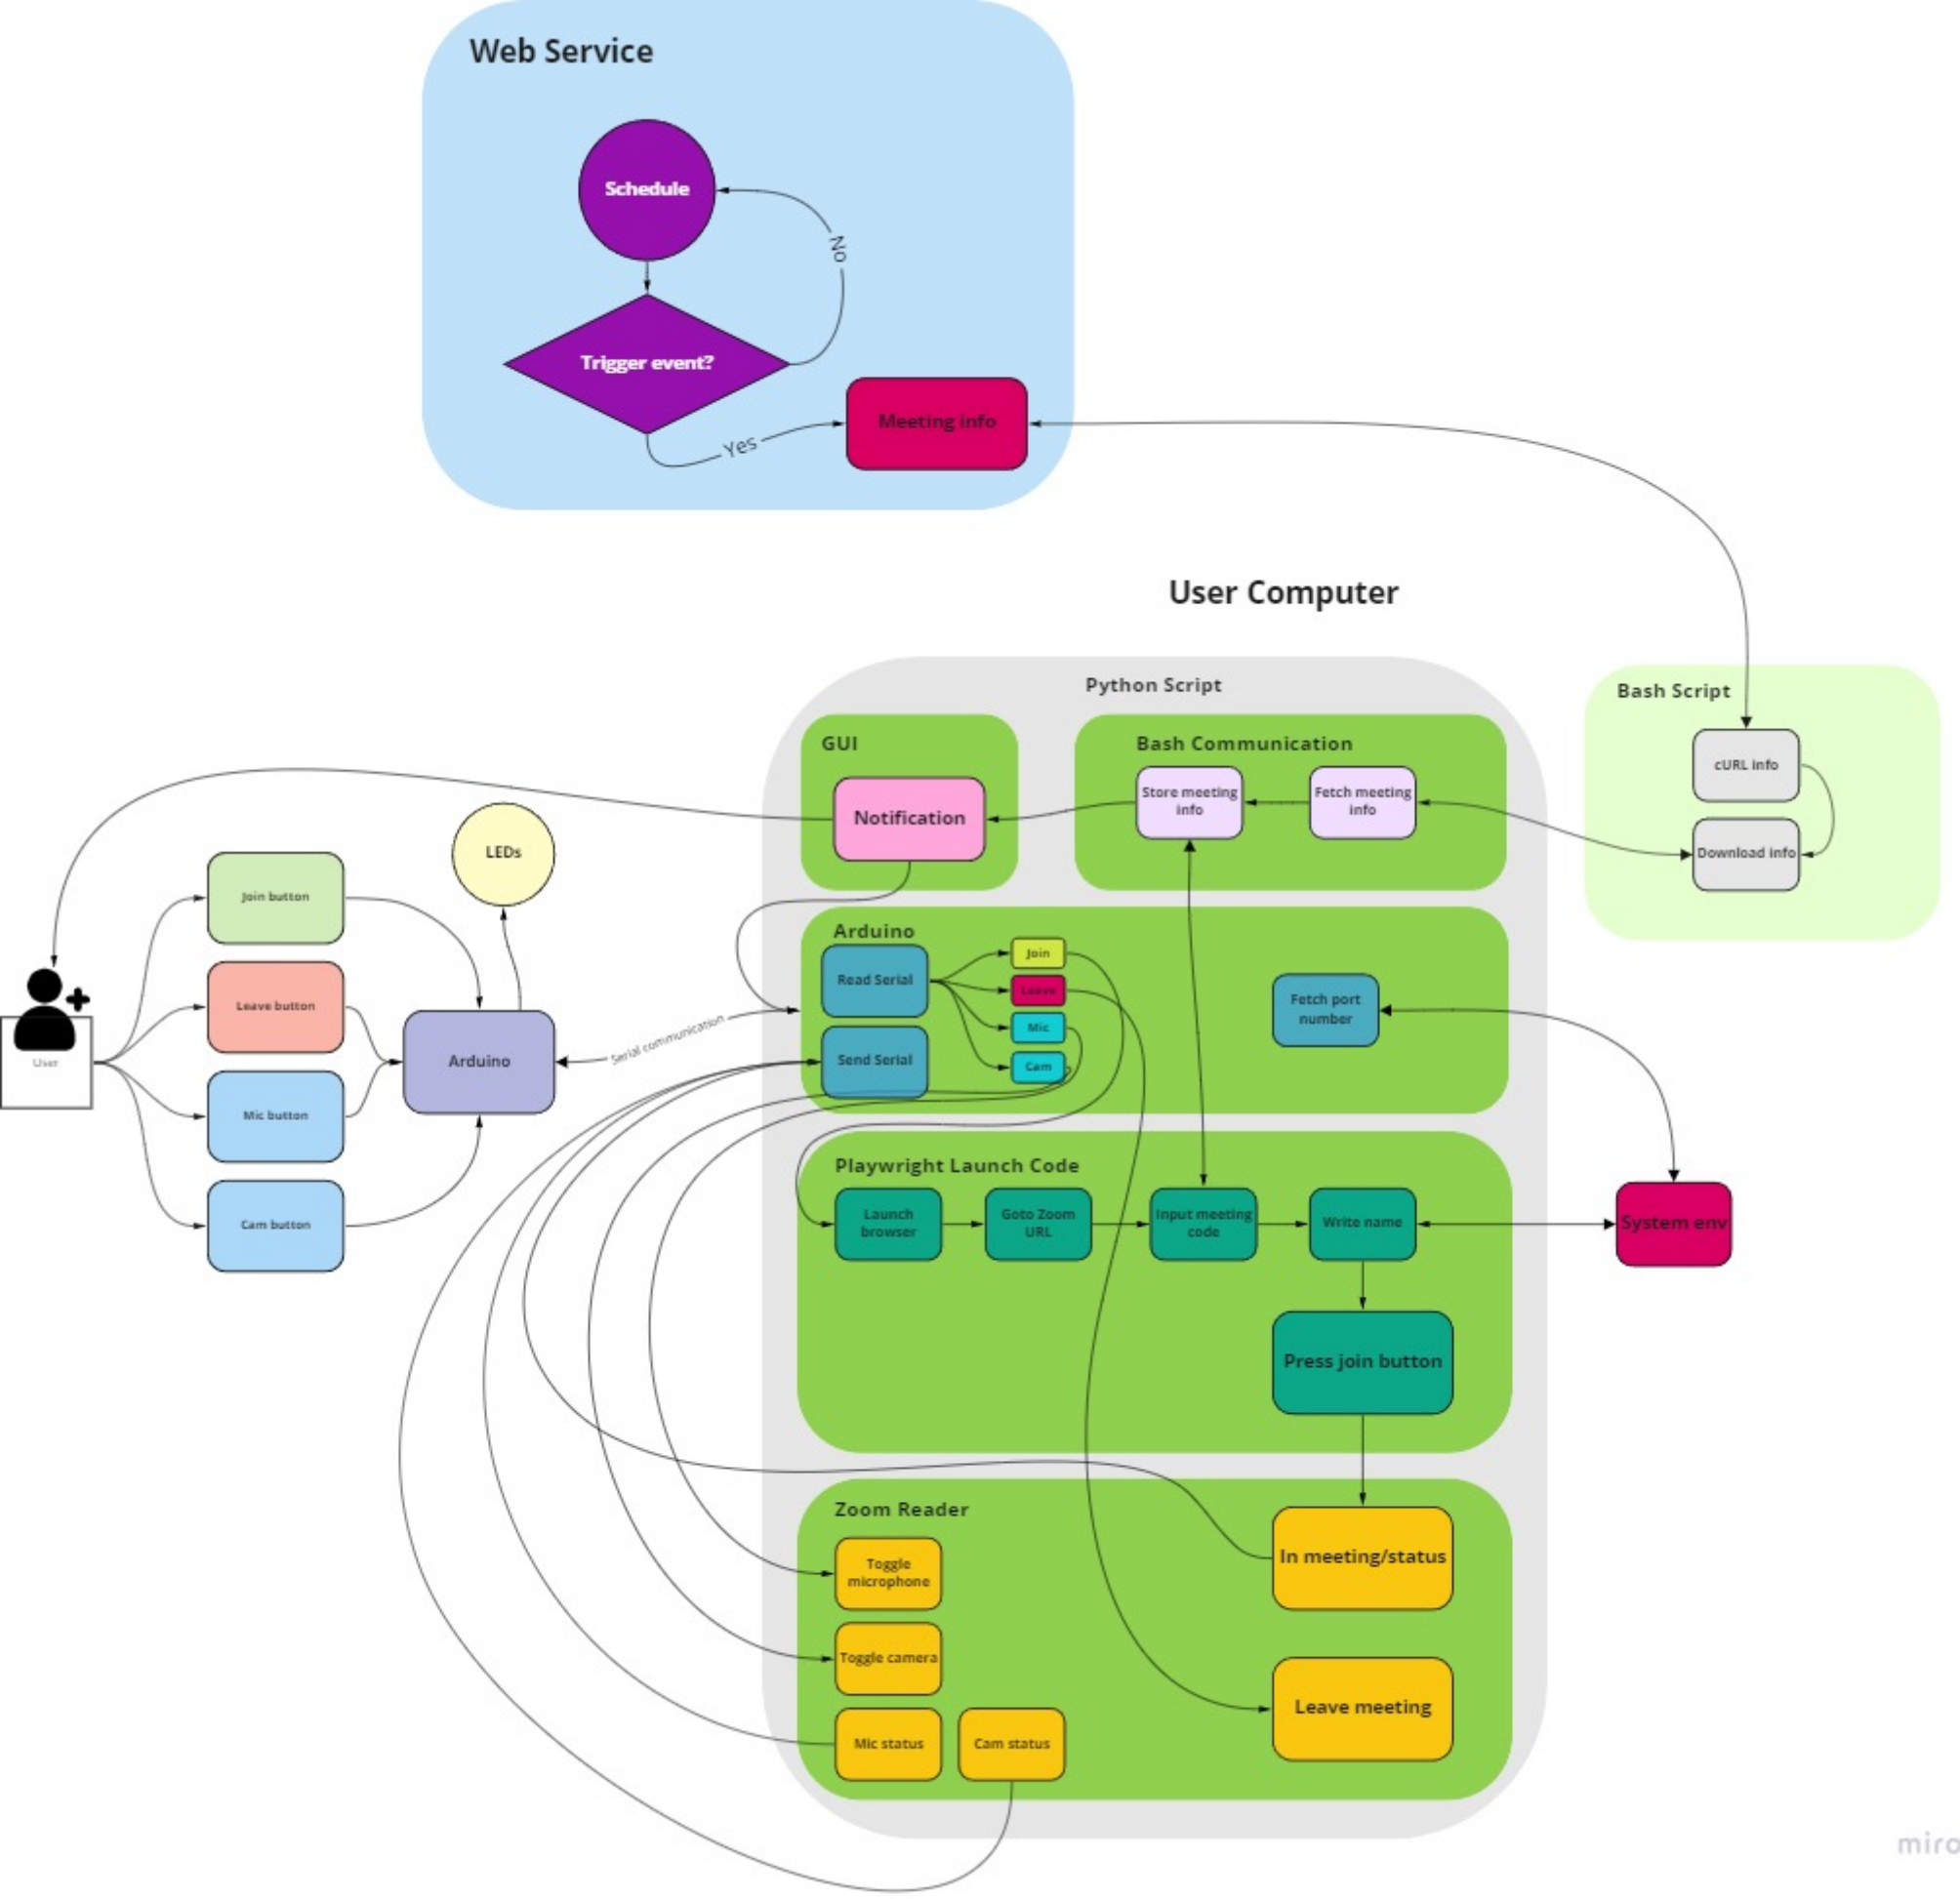 Web Service
Schedule
No
Trigger event?
Meeting info
Yes
User Computer
Python Script
Bash Script
GUI
Bash Communication
cURL info
Store meeting
info
Fetch meeting
info
Notification
Download info
LEDs
Join button
Arduino
Join
Read Serial
Leave
Leave button
Fetch port
number
Mic
Serial communication
User
Arduino
Send Serial
Cam
Mic button
Playwright Launch Code
Cam button
Launch
browser
Goto Zoom
URL
Input meeting
code
Write name
System env
Press join button
Zoom Reader
In meeting/status
Toggle
microphone
Toggle camera
Leave meeting
Mic status
Cam status
miro